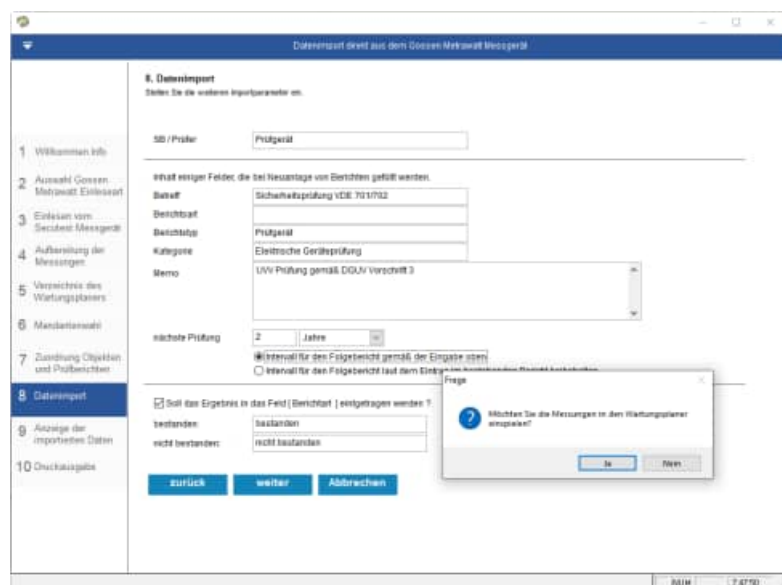 Datenimport direkt aus dem Gossen Metrawatt Messgerät
8. Datenimport
Stellen Sie die weiteren Importparameter ein.
SB / Prüfer
Prüfgerät
1 Willkommen Info
2 Auswahl Gossen
Metrawatt Einleseart
3 Einlesen vom
Secutest Messgerät
4 Aufbereitung der
Messungen
5 Verzeichnis des
Wartungsplaners
6 Mandantenwahl
7 Zuordnung Objekten
und Prüfberichten
8 Datenimport
9 Anzeige der
importierten Daten
10 Druckausgabe
Inhalt einiger Felder, die bei Neuanlage von Berichten gefüllt werden.
Betreff
Sicherheitsprüfung VDE 701/702
Berichtsart
Berichtstyp
Prüfgerät
Kategorie
Elektrische Geräteprüfung
Memo
UVV Prüfung gemäß DGUV Vorschrift 3
nächste Prüfung
2
Jahre
Intervall für den Folgebericht gemäß der Eingabe oben
Intervall für den Folgebericht laut dem Eintrag im bestehenden Bericht
Soll das Ergebnis in das Feld [ Berichtart ] eingetragen werden ?
bestanden:
bestanden
nicht bestanden:
nicht bestanden
zurück
weiter
Abbrechen
Frage
Möchten Sie die Messungen in den Wartungsplaner
einspielen?
Ja
Nein
NUM
7:47:50